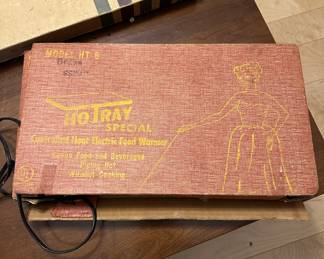 MODEL HT-6
HOTRAY
SPECIAL
Controlled Heat Electric Food Warmer
Keeps Food and Beverages
Piping Hot
Without Cooking